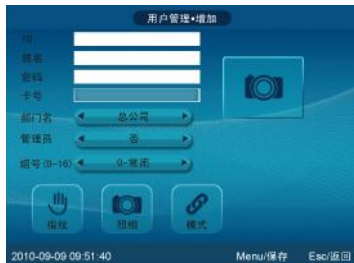 用户管理•增加
ID
姓名
密码
卡号
部门名 总公司
管理员 否
组号(0-16) 0-常闭
指纹 照相 模式
2010-09-09 09:51:40 Menu/保存 Esc/返回